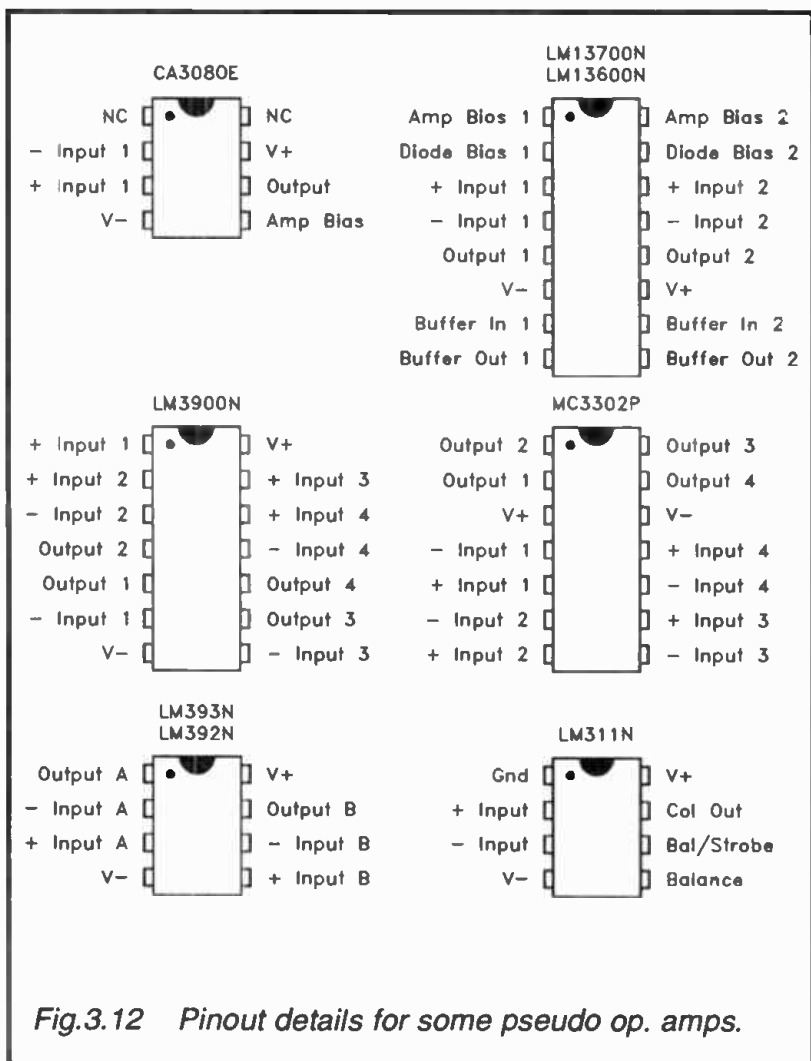 CA3080E
NC NC
- Input 1 V+
+ Input 1 Output
V- Amp Bias
LM13700N
LM13600N
Amp Bios 1 Amp Bias 2
Diode Bias 1 Diode Bias 2
+ Input 1 + Input 2
- Input 1 - Input 2
Output 1 Output 2
V- V+
Buffer In 1 Buffer In 2
Buffer Out 1 Buffer Out 2
LM3900N
+ Input 1 V+
+ Input 2 + Input 3
- Input 2 + Input 4
Output 2 - Input 4
Output 1 Output 4
- Input 1 Output 3
V- - Input 3
MC3302P
Output 2 Output 3
Output 1 Output 4
V+ V-
- Input 1 + Input 4
+ Input 1 - Input 4
- Input 2 + Input 3
+ Input 2 - Input 3
LM393N
LM392N
Output A V+
- Input A Output B
+ Input A - Input B
V- + Input B
LM311N
Gnd V+
+ Input Col Out
- Input Bal/Strobe
V- Balance
Fig.3.12 Pinout details for some pseudo op. amps.